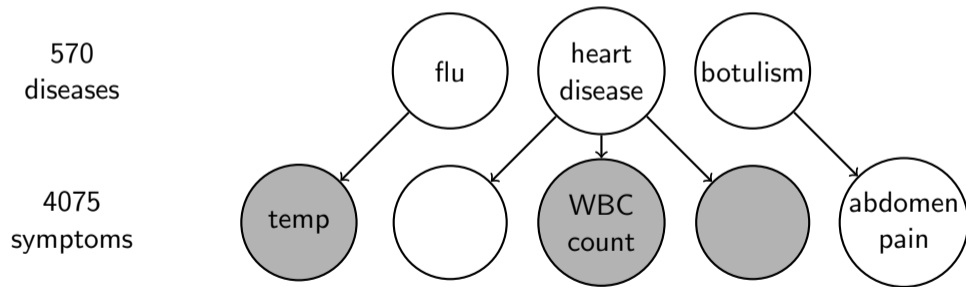 570
diseases
flu
heart
disease
botulism
4075
symptoms
temp
WBC
count
abdomen
pain